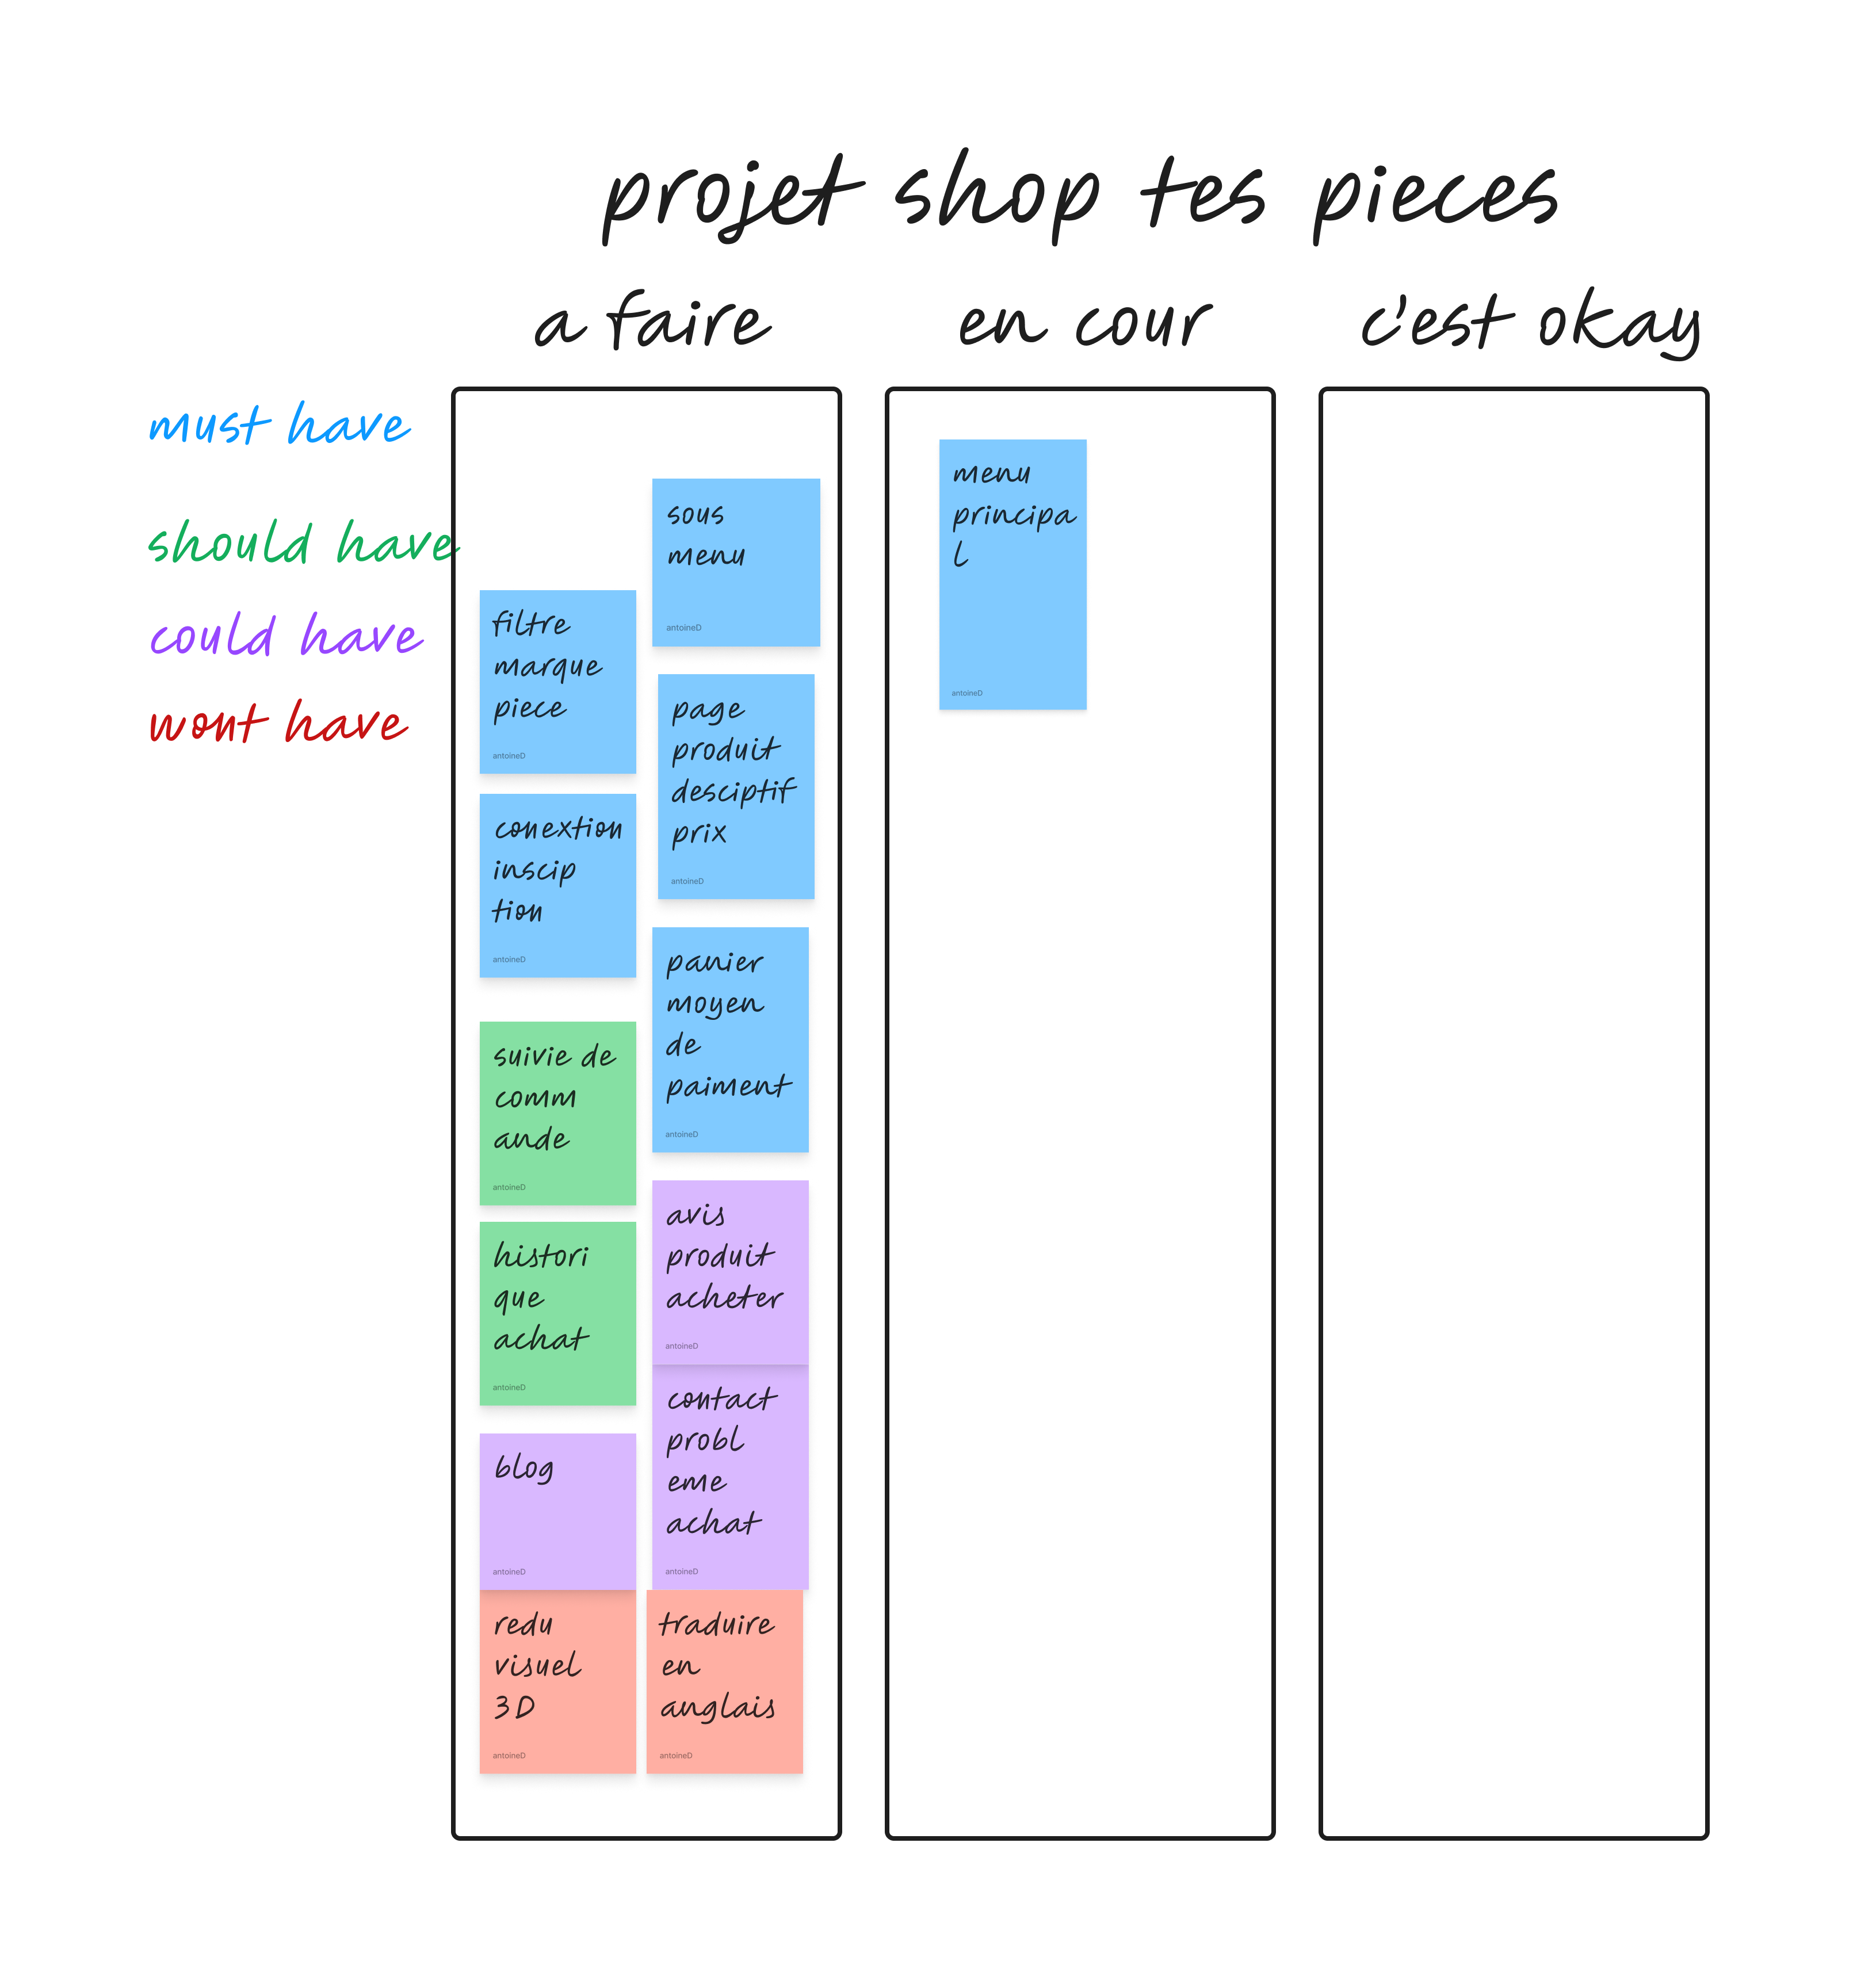 projet shop tes pieces
a faire
en cour
c'est okay
must have
should have
could have
wont have
sous
menu
antoineD
filtre
marque
piece
antoineD
page
produit
desciptif
prix
antoineD
conextion
inscip
tion
antoineD
panier
moyen
de
paiment
antoineD
suivie de
comm
ande
antoineD
avis
produit
acheter
antoineD
histori
que
achat
antoineD
contact
probl
eme
achat
antoineD
blog
antoineD
redu
visuel
3D
antoineD
traduire
en
anglais
antoineD
menu
principa
l
antoineD